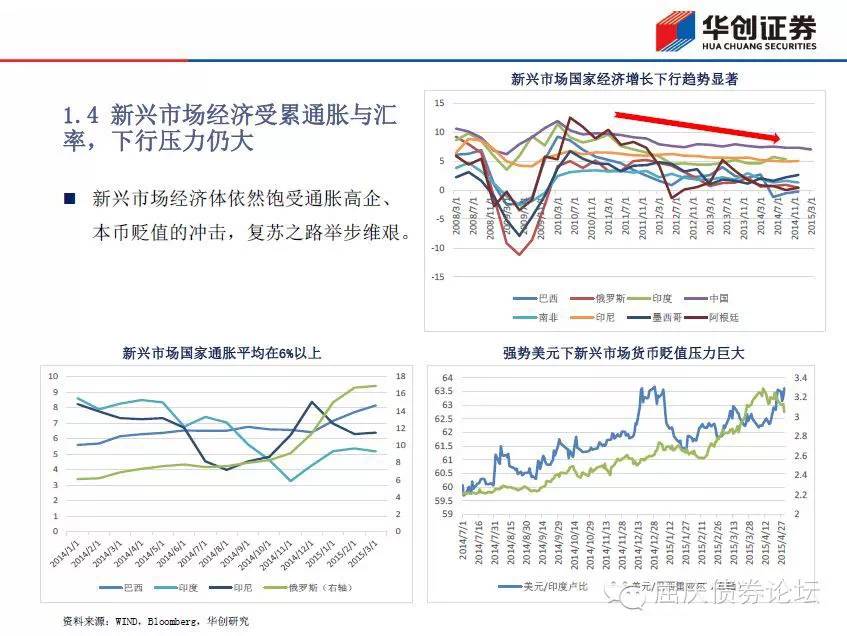 华创证券
HUA CHUANG SECURITIES
1.4 新兴市场经济受累通胀与汇
率，下行压力仍大
■ 新兴市场经济体依然饱受通胀高企、
本币贬值的冲击，复苏之路举步维艰。
新兴市场国家经济增长下行趋势显著
15
10
5
0
-5
-10
-15
2008/3/1 2008/7/1 2008/11/1 2009/3/1 2009/7/1 2009/11/1 2010/3/1 2010/7/1 2010/11/1 2011/3/1 2011/7/1 2011/11/1 2012/3/1 2012/7/1 2012/11/1 2013/3/1 2013/7/1 2013/11/1 2014/3/1 2014/7/1 2014/11/1 2015/3/1
巴西 俄罗斯 印度 中国
南非 印尼 墨西哥 阿根廷
新兴市场国家通胀平均在6%以上
10 18
9 16
8 14
7 12
6 10
5 8
4 6
3 4
2 2
1 0
0
2014/1/1 2014/2/1 2014/3/1 2014/4/1 2014/5/1 2014/6/1 2014/7/1 2014/8/1 2014/9/1 2014/10/1 2014/11/1 2014/12/1 2015/1/1 2015/2/1 2015/3/1
巴西 印度 印尼 俄罗斯（右轴）
强势美元下新兴市场货币贬值压力巨大
64 3.4
63.5 3.2
63 3
62.5 2.8
62 2.6
61.5 2.4
61 2.2
60.5 2
60
59.5
59
2014/7/1 2014/7/16 2014/7/31 2014/8/15 2014/8/30 2014/9/14 2014/9/29 2014/10/14 2014/10/29 2014/11/13 2014/11/28 2014/12/13 2014/12/28 2015/1/12 2015/1/27 2015/2/11 2015/2/26 2015/3/13 2015/3/28 2015/4/12 2015/4/27
美元/印度卢比 美元/巴西雷亚尔
屈庆债券论坛
资料来源：WIND，Bloomberg，华创研究